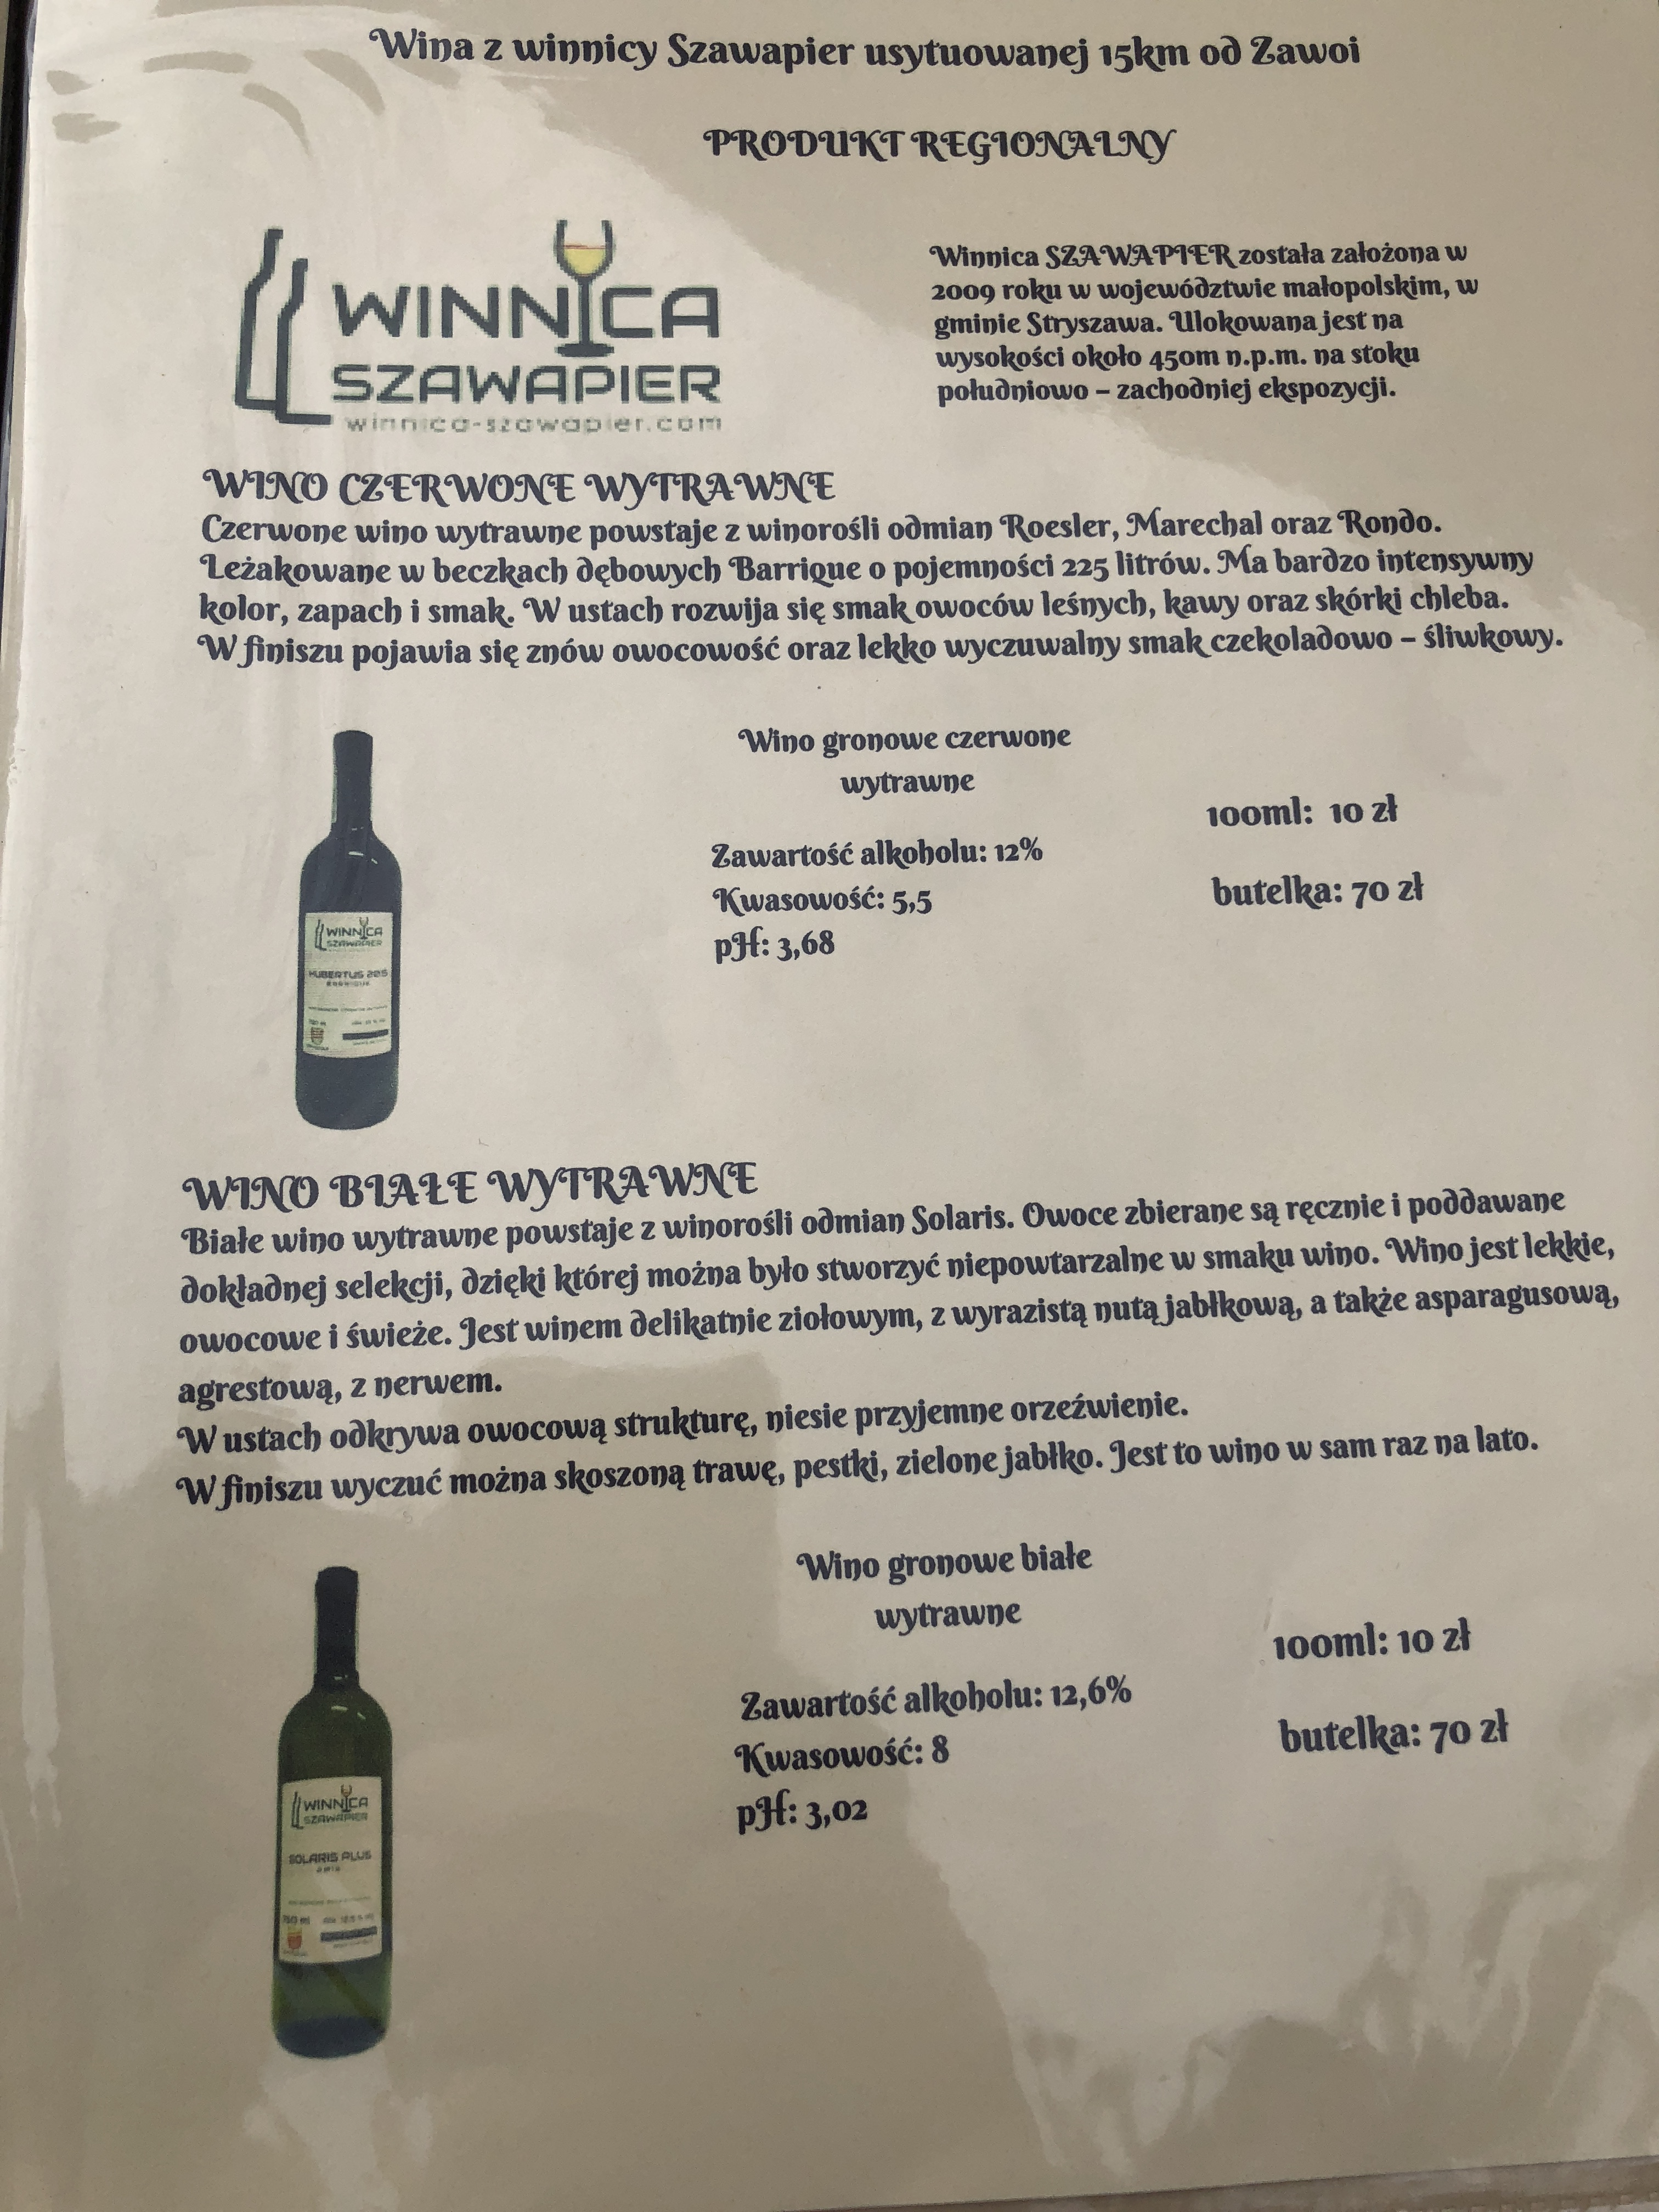 Wina z winnicy Szawapier usytuowanej 15km od Zawoi
PRODUKT REGIONALNY
WINNICA
SZAWAPIER
winnica-szawapier.com
Winnica SZAWAPIER została założona w
2009 roku w województwie małopolskim, w
gminie Stryszawa. Ulokowana jest na
wysokości około 450m n.p.m. na stoku
południowo – zachodniej ekspozycji.
WINO CZERWONE WYTRAWNE
Czerwone wino wytrawne powstaje z winorośli odmian Roesler, Marechal oraz Rondo.
Leżakowane w beczkach dębowych Barrique o pojemności 225 litrów. Ma bardzo intensywny
kolor, zapach i smak. W ustach rozwija się smak owoców leśnych, kawy oraz skórki chleba.
W finiszu pojawia się znów owocowość oraz lekko wyczuwalny smak czekoladowo – śliwkowy.
Wino gronowe czerwone
wytrawne
Zawartość alkoholu: 12%
Kwasowość: 5,5
pH: 3,68
100ml: 10 zł
butelka: 70 zł
WINNICA
SZAWAPIER
HUBERTUS
WINO BIAŁE WYTRAWNE
Białe wino wytrawne powstaje z winorośli odmian Solaris. Owoce zbierane są ręcznie i poddawane
dokładnej selekcji, dzięki której można było stworzyć niepowtarzalne w smaku wino. Wino jest lekkie,
owocowe i świeże. Jest winem delikatnie ziołowym, z wyrazistą nutą jabłkową, a także asparagusową,
agrestową, z nerwem.
W ustach odkrywa owocową strukturę, niesie przyjemne orzeźwienie.
W finiszu wyczuć można skoszoną trawę, pestki, zielone jabłko. Jest to wino w sam raz na lato.
Wino gronowe białe
wytrawne
Zawartość alkoholu: 12,6%
Kwasowość: 8
pH: 3,02
100ml: 10 zł
butelka: 70 zł
WINNICA
SZAWAPIER
SOLARIS PLUS
750 ml